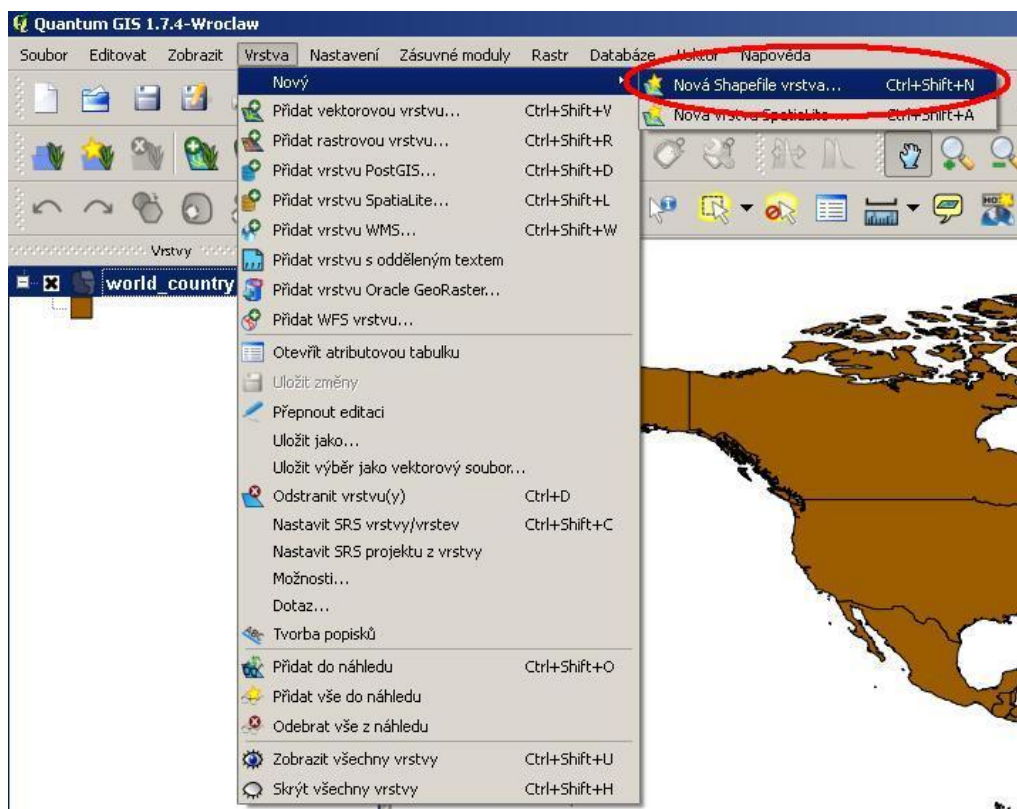 Quantum GIS 1.7.4-Wroclaw
Soubor Editovat Zobrazit Vrstva Nastavení Zásuvné moduly Rastr Databáze Vektor Nápověda
Nový
Nová Shapefile vrstva... Ctrl+Shift+N
Nová vrstva SpatiaLite... Ctrl+Shift+A
Přidat vektorovou vrstvu... Ctrl+Shift+V
Přidat rastrovou vrstvu... Ctrl+Shift+R
Přidat vrstvu PostGIS... Ctrl+Shift+D
Přidat vrstvu SpatiaLite... Ctrl+Shift+L
Přidat vrstvu WMS... Ctrl+Shift+W
Přidat vrstvu s odděleným textem
Přidat vrstvu Oracle GeoRaster...
Přidat WFS vrstvu...
Otevřít atributovou tabulku
Uložit změny
Přepnout editaci
Uložit jako...
Uložit výběr jako vektorový soubor...
Odstranit vrstvu(y) Ctrl+D
Nastavit SRS vrstvy/vrstev Ctrl+Shift+C
Nastavit SRS projektu z vrstvy
Možnosti...
Dotaz...
Tvorba popisků
Přidat do náhledu Ctrl+Shift+O
Přidat vše do náhledu
Odebrat vše z náhledu
Zobrazit všechny vrstvy Ctrl+Shift+U
Skrýt všechny vrstvy Ctrl+Shift+H
Vrstvy
world_country